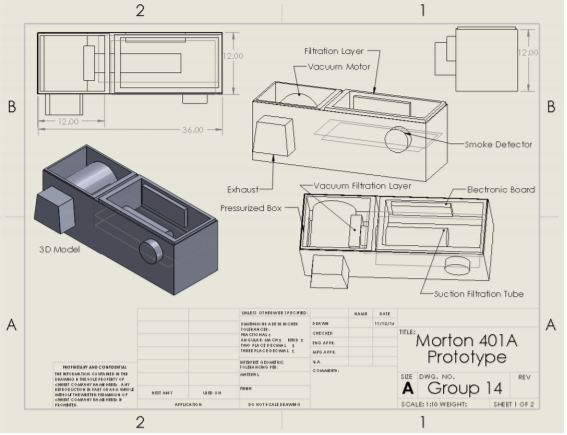 2
1
12.00
12.00
36.00
12.00
B
B
Filtration Layer
Vacuum Motor
Smoke Detector
Exhaust
Vacuum Filtration Layer
Electronic Board
Pressurized Box
3D Model
Suction Filtration Tube
A
A
UNLESS OTHERWISE SPECIFIED:
NAME
DATE
DIMENSIONS ARE IN INCHES
DRAWN
11/12/16
TOLERANCES:
FRACTIONAL±
CHECKED
TITLE:
ANGULAR: MACH± BEND ±
ENG APPR.
TWO PLACE DECIMAL ±
THREE PLACE DECIMAL ±
MFG APPR.
Morton 401A
Prototype
INTERPRET GEOMETRIC
TOLERANCING PER:
Q.A.
COMMENTS:
MATERIAL
PROPRIETARY AND CONFIDENTIAL
THE INFORMATION CONTAINED IN THIS
DRAWING IS THE SOLE PROPERTY OF
<INSERT COMPANY NAME HERE>. ANY
REPRODUCTION IN PART OR AS A WHOLE
WITHOUT THE WRITTEN PERMISSION OF
<INSERT COMPANY NAME HERE> IS
PROHIBITED.
NEXT ASSY
USED ON
FINISH
APPLICATION
DO NOT SCALE DRAWING
SIZE
DWG. NO.
REV
A
Group 14
SCALE: 1:10
WEIGHT:
SHEET 1 OF 2
2
1